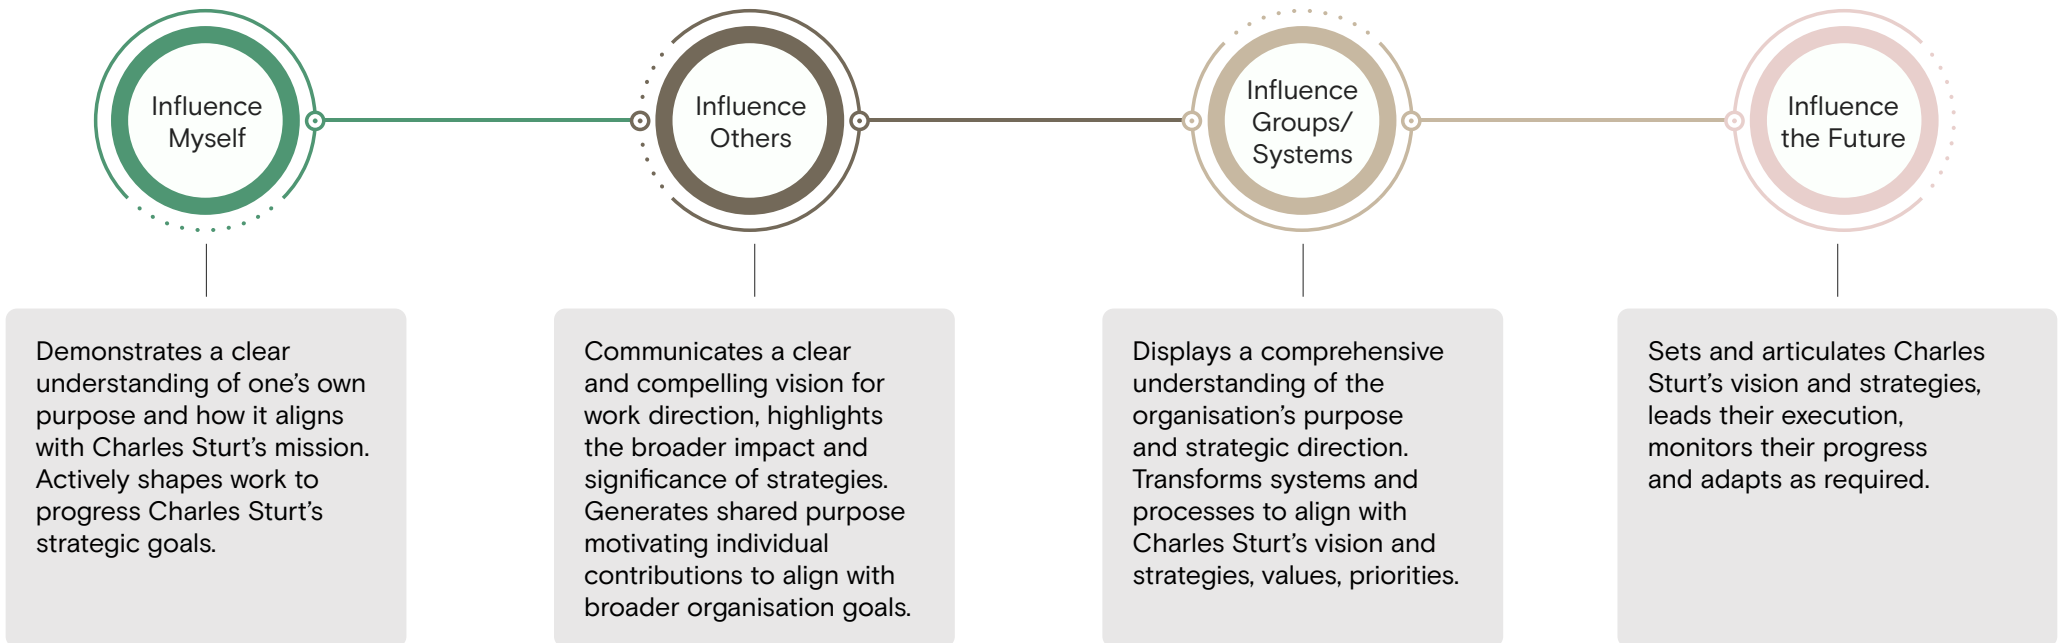 Influence
Myself
Influence
Others
Influence
Groups/
Systems
Influence
the Future
Demonstrates a clear
understanding of one’s own
purpose and how it aligns
with Charles Sturt’s mission.
Actively shapes work to
progress Charles Sturt’s
strategic goals.
Communicates a clear
and compelling vision for
work direction, highlights
the broader impact and
significance of strategies.
Generates shared purpose
motivating individual
contributions to align with
broader organisation goals.
Displays a comprehensive
understanding of the
organisation’s purpose
and strategic direction.
Transforms systems and
processes to align with
Charles Sturt’s vision and
strategies, values, priorities.
Sets and articulates Charles
Sturt’s vision and strategies,
leads their execution,
monitors their progress
and adapts as required.